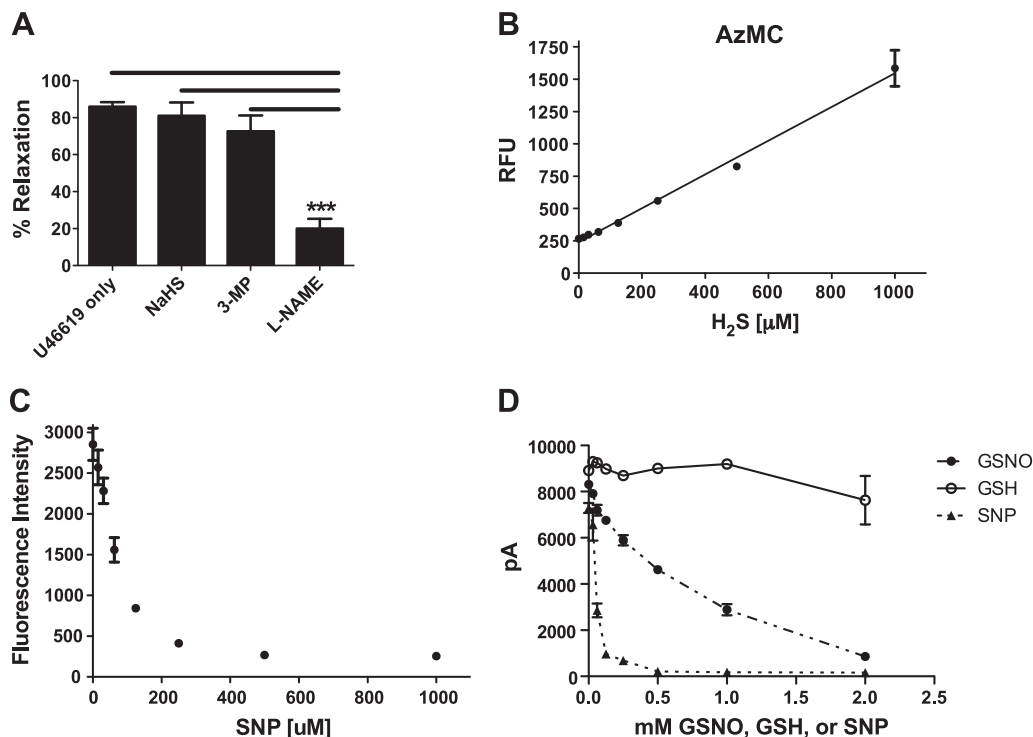 A
% Relaxation
100
80
60
40
20
0
***
U46619 only
NaHS
3-MP
L-NAME
B
AzMC
RFU
1750
1500
1250
1000
750
500
250
0
0 200 400 600 800 1000
H₂S [µM]
C
Fluorescence Intensity
3000
2500
2000
1500
1000
500
0
0 200 400 600 800 1000
SNP [uM]
D
pA
10000
8000
6000
4000
2000
0
0.0 0.5 1.0 1.5 2.0 2.5
mM GSNO, GSH, or SNP
GSNO
GSH
SNP